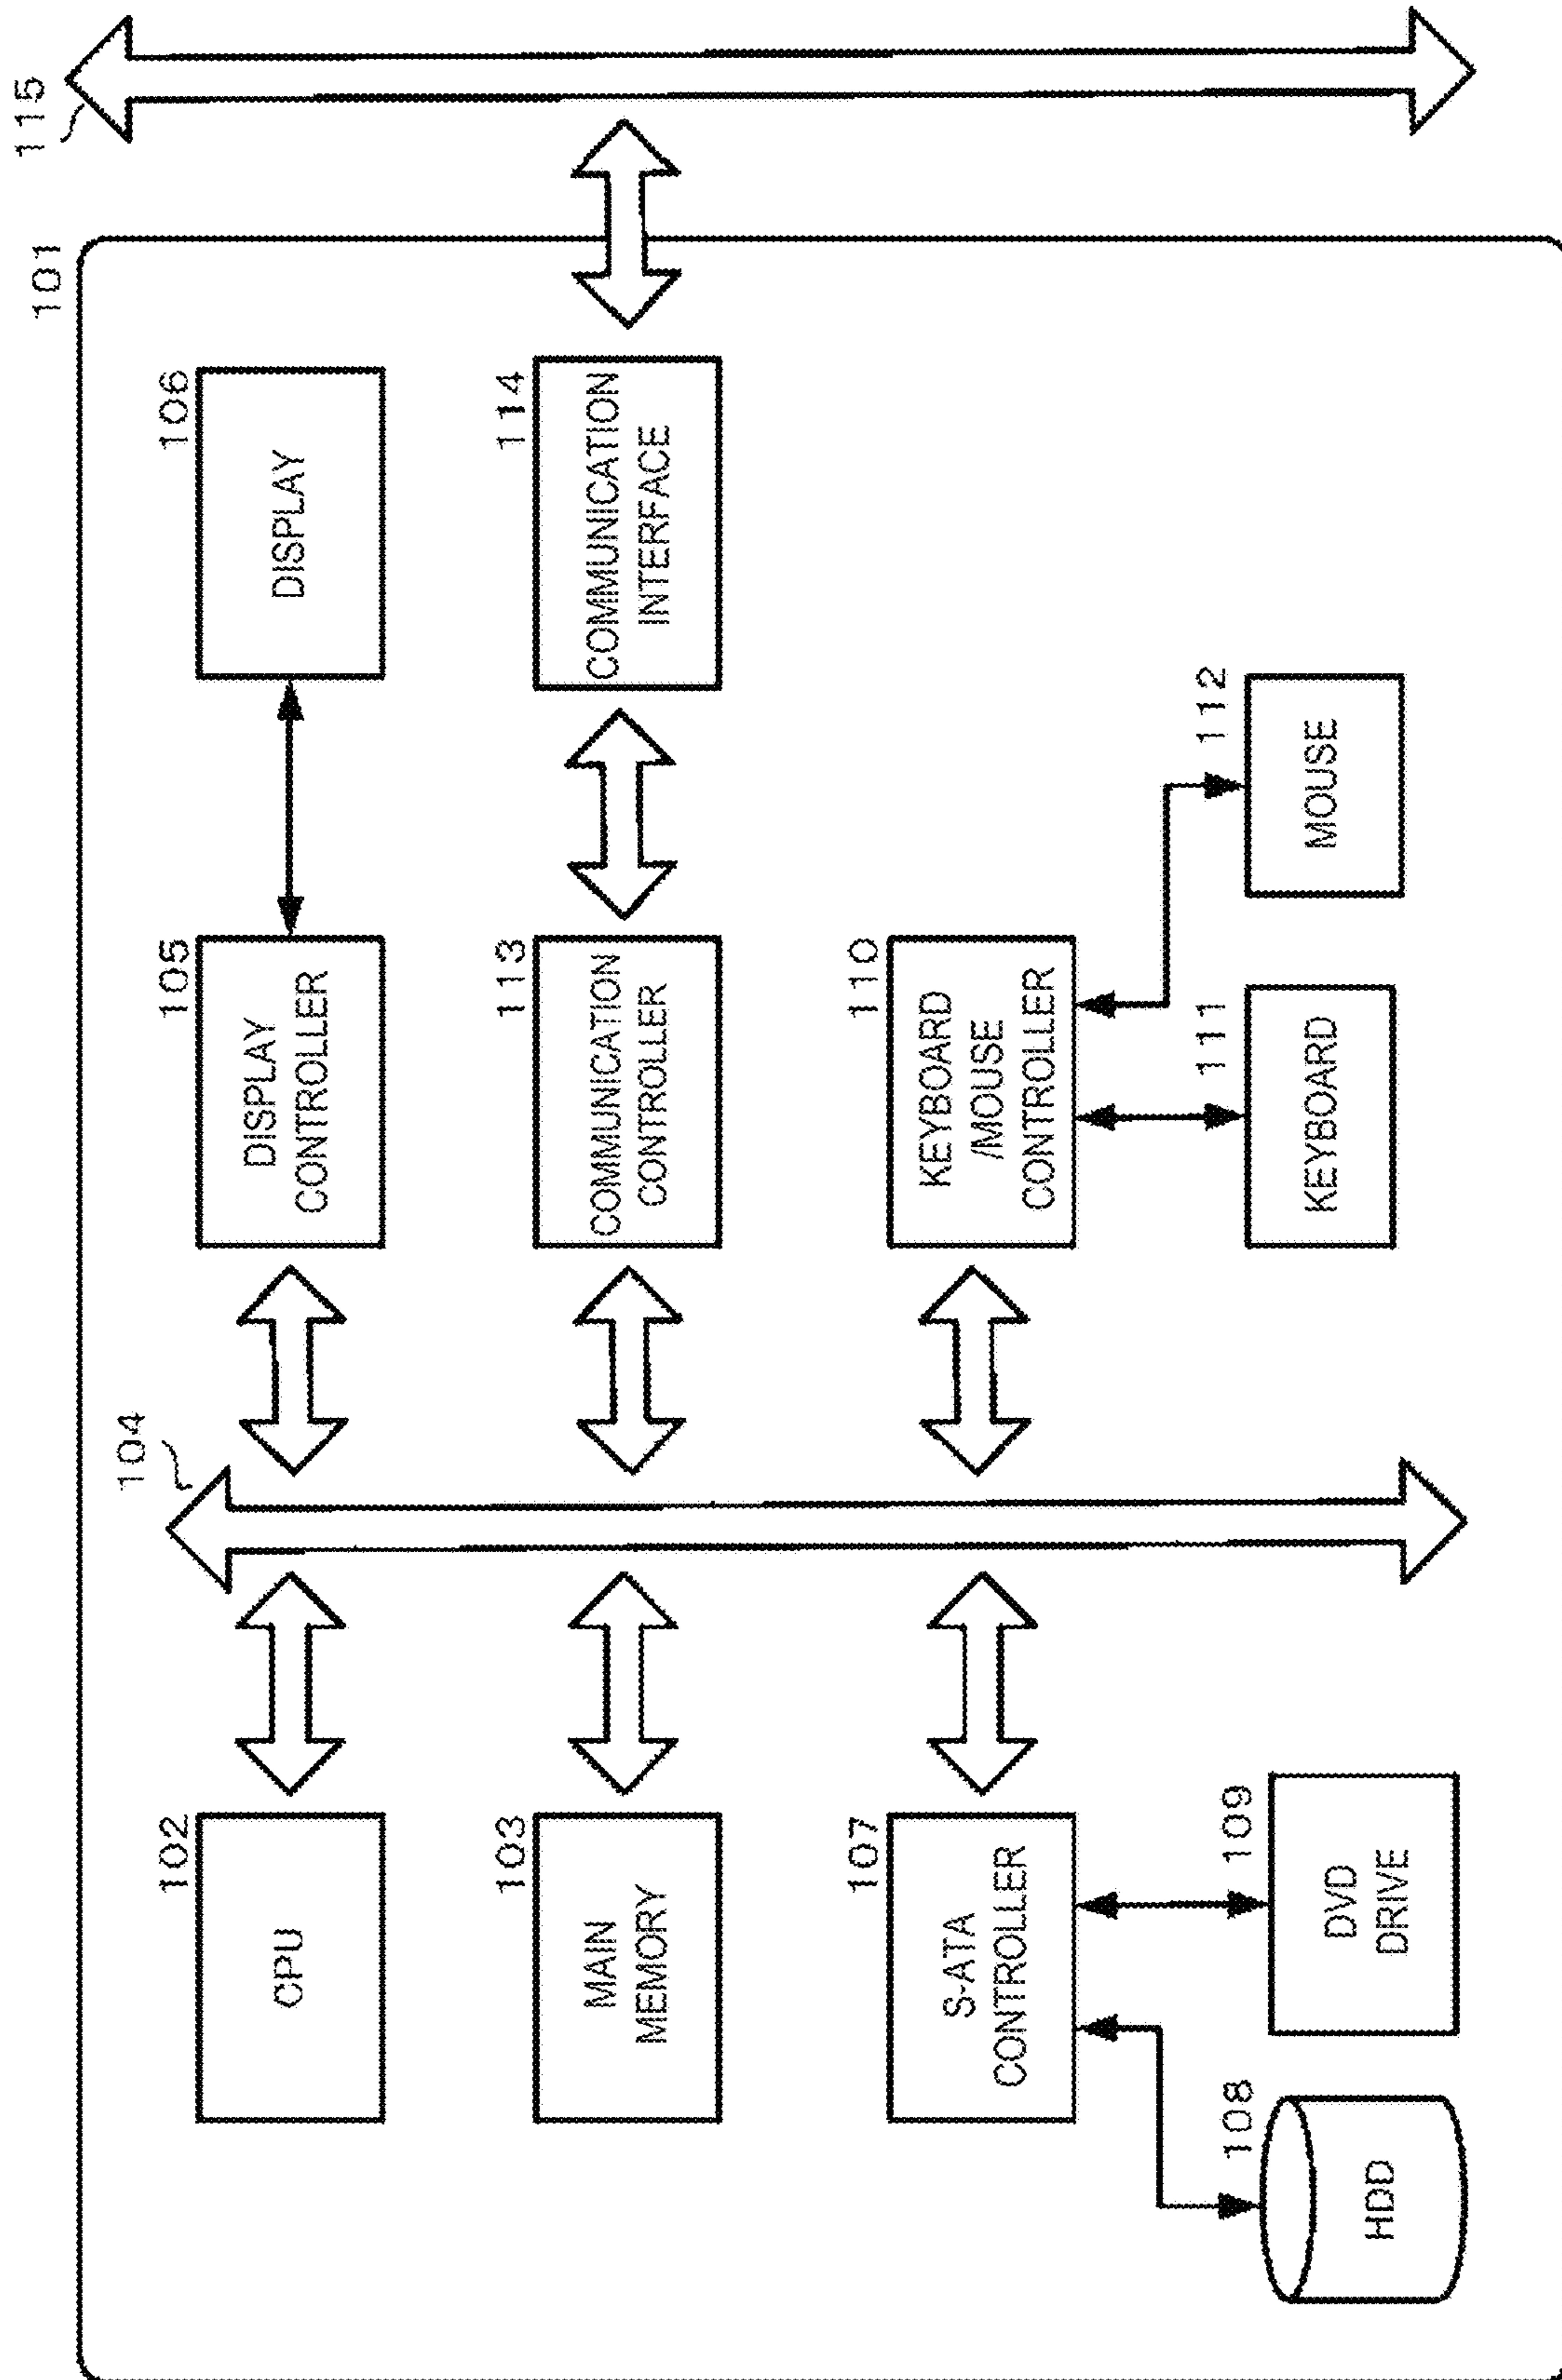 101
115
102
CPU
104
105
DISPLAY
CONTROLLER
106
DISPLAY
103
MAIN
MEMORY
113
COMMUNICATION
CONTROLLER
114
COMMUNICATION
INTERFACE
107
S-ATA
CONTROLLER
110
KEYBOARD
/MOUSE
CONTROLLER
108
HDD
109
DVD
DRIVE
111
KEYBOARD
112
MOUSE